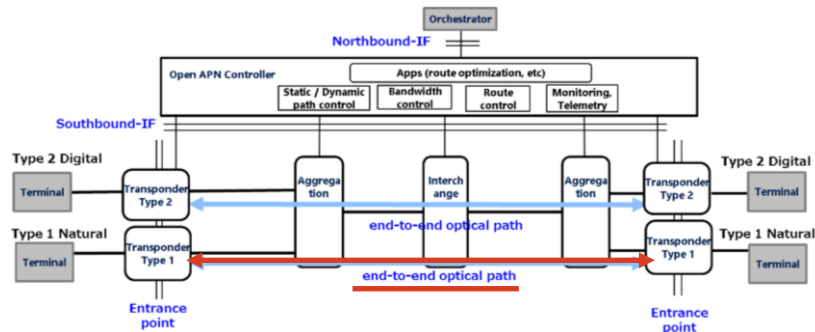 Orchestrator
Northbound-IF
Open APN Controller
Apps (route optimization, etc)
Static / Dynamic
path control
Bandwidth
control
Route
control
Monitoring,
Telemetry
Southbound-IF
Type 2 Digital
Terminal
Transponder
Type 2
Aggrega
tion
Interch
ange
Aggrega
tion
Transponder
Type 2
Type 2 Digital
Terminal
end-to-end optical path
Type 1 Natural
Terminal
Transponder
Type 1
Transponder
Type 1
Type 1 Natural
Terminal
end-to-end optical path
Entrance
point
Entrance
point